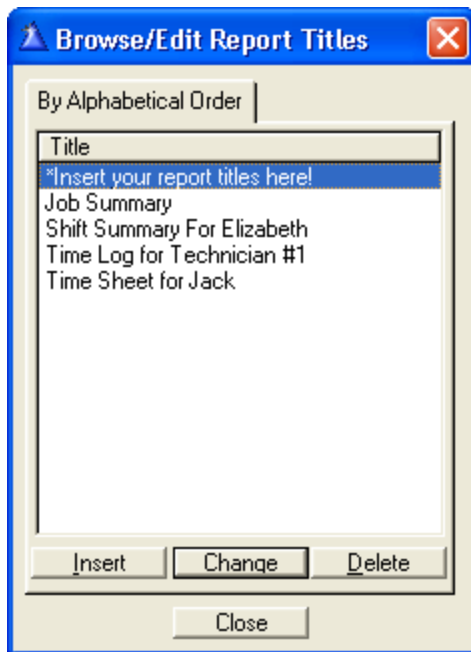 Browse/Edit Report Titles
By Alphabetical Order
Title
*Insert your report titles here!
Job Summary
Shift Summary For Elizabeth
Time Log for Technician #1
Time Sheet for Jack
Insert Change Delete
Close